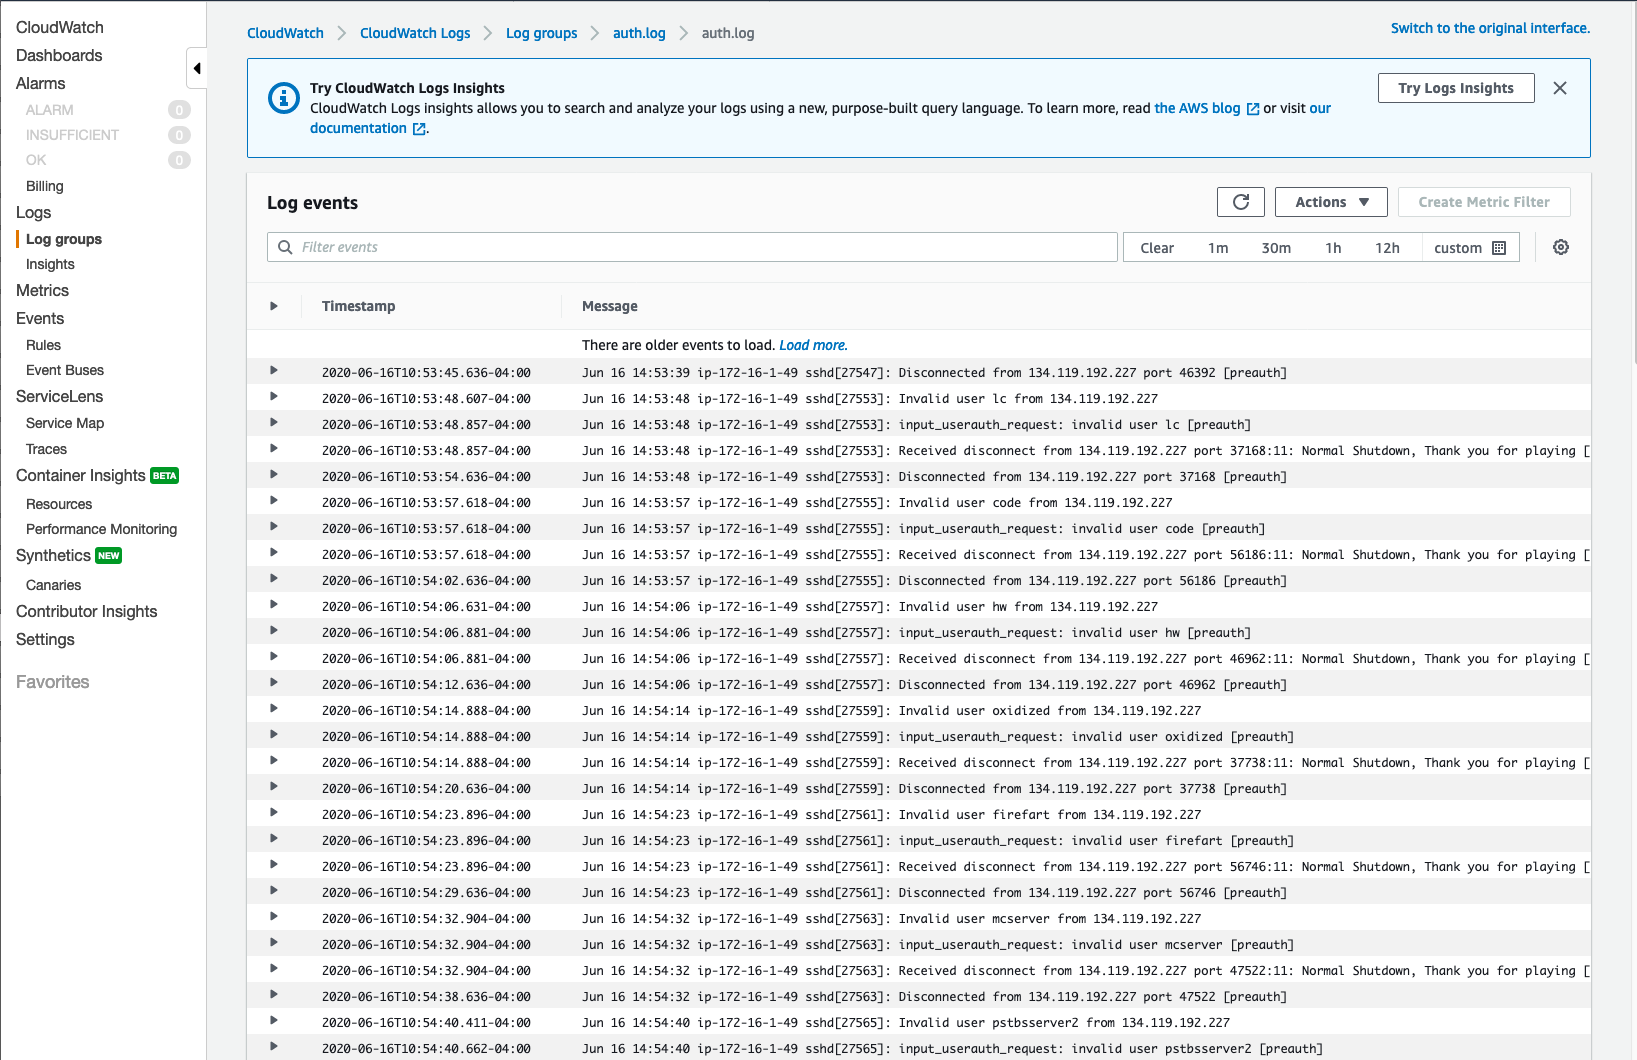 CloudWatch
Dashboards
Alarms
ALARM 0
INSUFFICIENT 0
OK 0
Billing
Logs
Log groups
Insights
Metrics
Events
Rules
Event Buses
ServiceLens
Service Map
Traces
Container Insights BETA
Resources
Performance Monitoring
Synthetics NEW
Canaries
Contributor Insights
Settings
Favorites
CloudWatch CloudWatch Logs Log groups auth.log auth.log
Switch to the original interface.
Try CloudWatch Logs Insights
CloudWatch Logs insights allows you to search and analyze your logs using a new, purpose-built query language. To learn more, read the AWS blog or visit our
documentation .
Try Logs Insights
Log events
Actions
Create Metric Filter
Filter events
Clear 1m 30m 1h 12h custom
Timestamp Message
There are older events to load. Load more.
2020-06-16T10:53:45.636-04:00 Jun 16 14:53:39 ip-172-16-1-49 sshd[27547]: Disconnected from 134.119.192.227 port 46392 [preauth]
2020-06-16T10:53:48.607-04:00 Jun 16 14:53:48 ip-172-16-1-49 sshd[27553]: Invalid user lc from 134.119.192.227
2020-06-16T10:53:48.857-04:00 Jun 16 14:53:48 ip-172-16-1-49 sshd[27553]: input_userauth_request: invalid user lc [preauth]
2020-06-16T10:53:48.857-04:00 Jun 16 14:53:48 ip-172-16-1-49 sshd[27553]: Received disconnect from 134.119.192.227 port 37168:11: Normal Shutdown, Thank you for playing [
2020-06-16T10:53:54.636-04:00 Jun 16 14:53:48 ip-172-16-1-49 sshd[27553]: Disconnected from 134.119.192.227 port 37168 [preauth]
2020-06-16T10:53:57.618-04:00 Jun 16 14:53:57 ip-172-16-1-49 sshd[27555]: Invalid user code from 134.119.192.227
2020-06-16T10:53:57.618-04:00 Jun 16 14:53:57 ip-172-16-1-49 sshd[27555]: input_userauth_request: invalid user code [preauth]
2020-06-16T10:53:57.618-04:00 Jun 16 14:53:57 ip-172-16-1-49 sshd[27555]: Received disconnect from 134.119.192.227 port 56186:11: Normal Shutdown, Thank you for playing [
2020-06-16T10:54:02.636-04:00 Jun 16 14:53:57 ip-172-16-1-49 sshd[27555]: Disconnected from 134.119.192.227 port 56186 [preauth]
2020-06-16T10:54:06.631-04:00 Jun 16 14:54:06 ip-172-16-1-49 sshd[27557]: Invalid user hw from 134.119.192.227
2020-06-16T10:54:06.881-04:00 Jun 16 14:54:06 ip-172-16-1-49 sshd[27557]: input_userauth_request: invalid user hw [preauth]
2020-06-16T10:54:06.881-04:00 Jun 16 14:54:06 ip-172-16-1-49 sshd[27557]: Received disconnect from 134.119.192.227 port 46962:11: Normal Shutdown, Thank you for playing [
2020-06-16T10:54:12.636-04:00 Jun 16 14:54:06 ip-172-16-1-49 sshd[27557]: Disconnected from 134.119.192.227 port 46962 [preauth]
2020-06-16T10:54:14.888-04:00 Jun 16 14:54:14 ip-172-16-1-49 sshd[27559]: Invalid user oxidized from 134.119.192.227
2020-06-16T10:54:14.888-04:00 Jun 16 14:54:14 ip-172-16-1-49 sshd[27559]: input_userauth_request: invalid user oxidized [preauth]
2020-06-16T10:54:14.888-04:00 Jun 16 14:54:14 ip-172-16-1-49 sshd[27559]: Received disconnect from 134.119.192.227 port 37738:11: Normal Shutdown, Thank you for playing [
2020-06-16T10:54:20.636-04:00 Jun 16 14:54:14 ip-172-16-1-49 sshd[27559]: Disconnected from 134.119.192.227 port 37738 [preauth]
2020-06-16T10:54:23.896-04:00 Jun 16 14:54:23 ip-172-16-1-49 sshd[27561]: Invalid user firefart from 134.119.192.227
2020-06-16T10:54:23.896-04:00 Jun 16 14:54:23 ip-172-16-1-49 sshd[27561]: input_userauth_request: invalid user firefart [preauth]
2020-06-16T10:54:23.896-04:00 Jun 16 14:54:23 ip-172-16-1-49 sshd[27561]: Received disconnect from 134.119.192.227 port 56746:11: Normal Shutdown, Thank you for playing [
2020-06-16T10:54:29.636-04:00 Jun 16 14:54:23 ip-172-16-1-49 sshd[27561]: Disconnected from 134.119.192.227 port 56746 [preauth]
2020-06-16T10:54:32.904-04:00 Jun 16 14:54:32 ip-172-16-1-49 sshd[27563]: Invalid user mcserver from 134.119.192.227
2020-06-16T10:54:32.904-04:00 Jun 16 14:54:32 ip-172-16-1-49 sshd[27563]: input_userauth_request: invalid user mcserver [preauth]
2020-06-16T10:54:32.904-04:00 Jun 16 14:54:32 ip-172-16-1-49 sshd[27563]: Received disconnect from 134.119.192.227 port 47522:11: Normal Shutdown, Thank you for playing [
2020-06-16T10:54:38.636-04:00 Jun 16 14:54:32 ip-172-16-1-49 sshd[27563]: Disconnected from 134.119.192.227 port 47522 [preauth]
2020-06-16T10:54:40.411-04:00 Jun 16 14:54:40 ip-172-16-1-49 sshd[27565]: Invalid user pstbsserver2 from 134.119.192.227
2020-06-16T10:54:40.662-04:00 Jun 16 14:54:40 ip-172-16-1-49 sshd[27565]: input_userauth_request: invalid user pstbsserver2 [preauth]